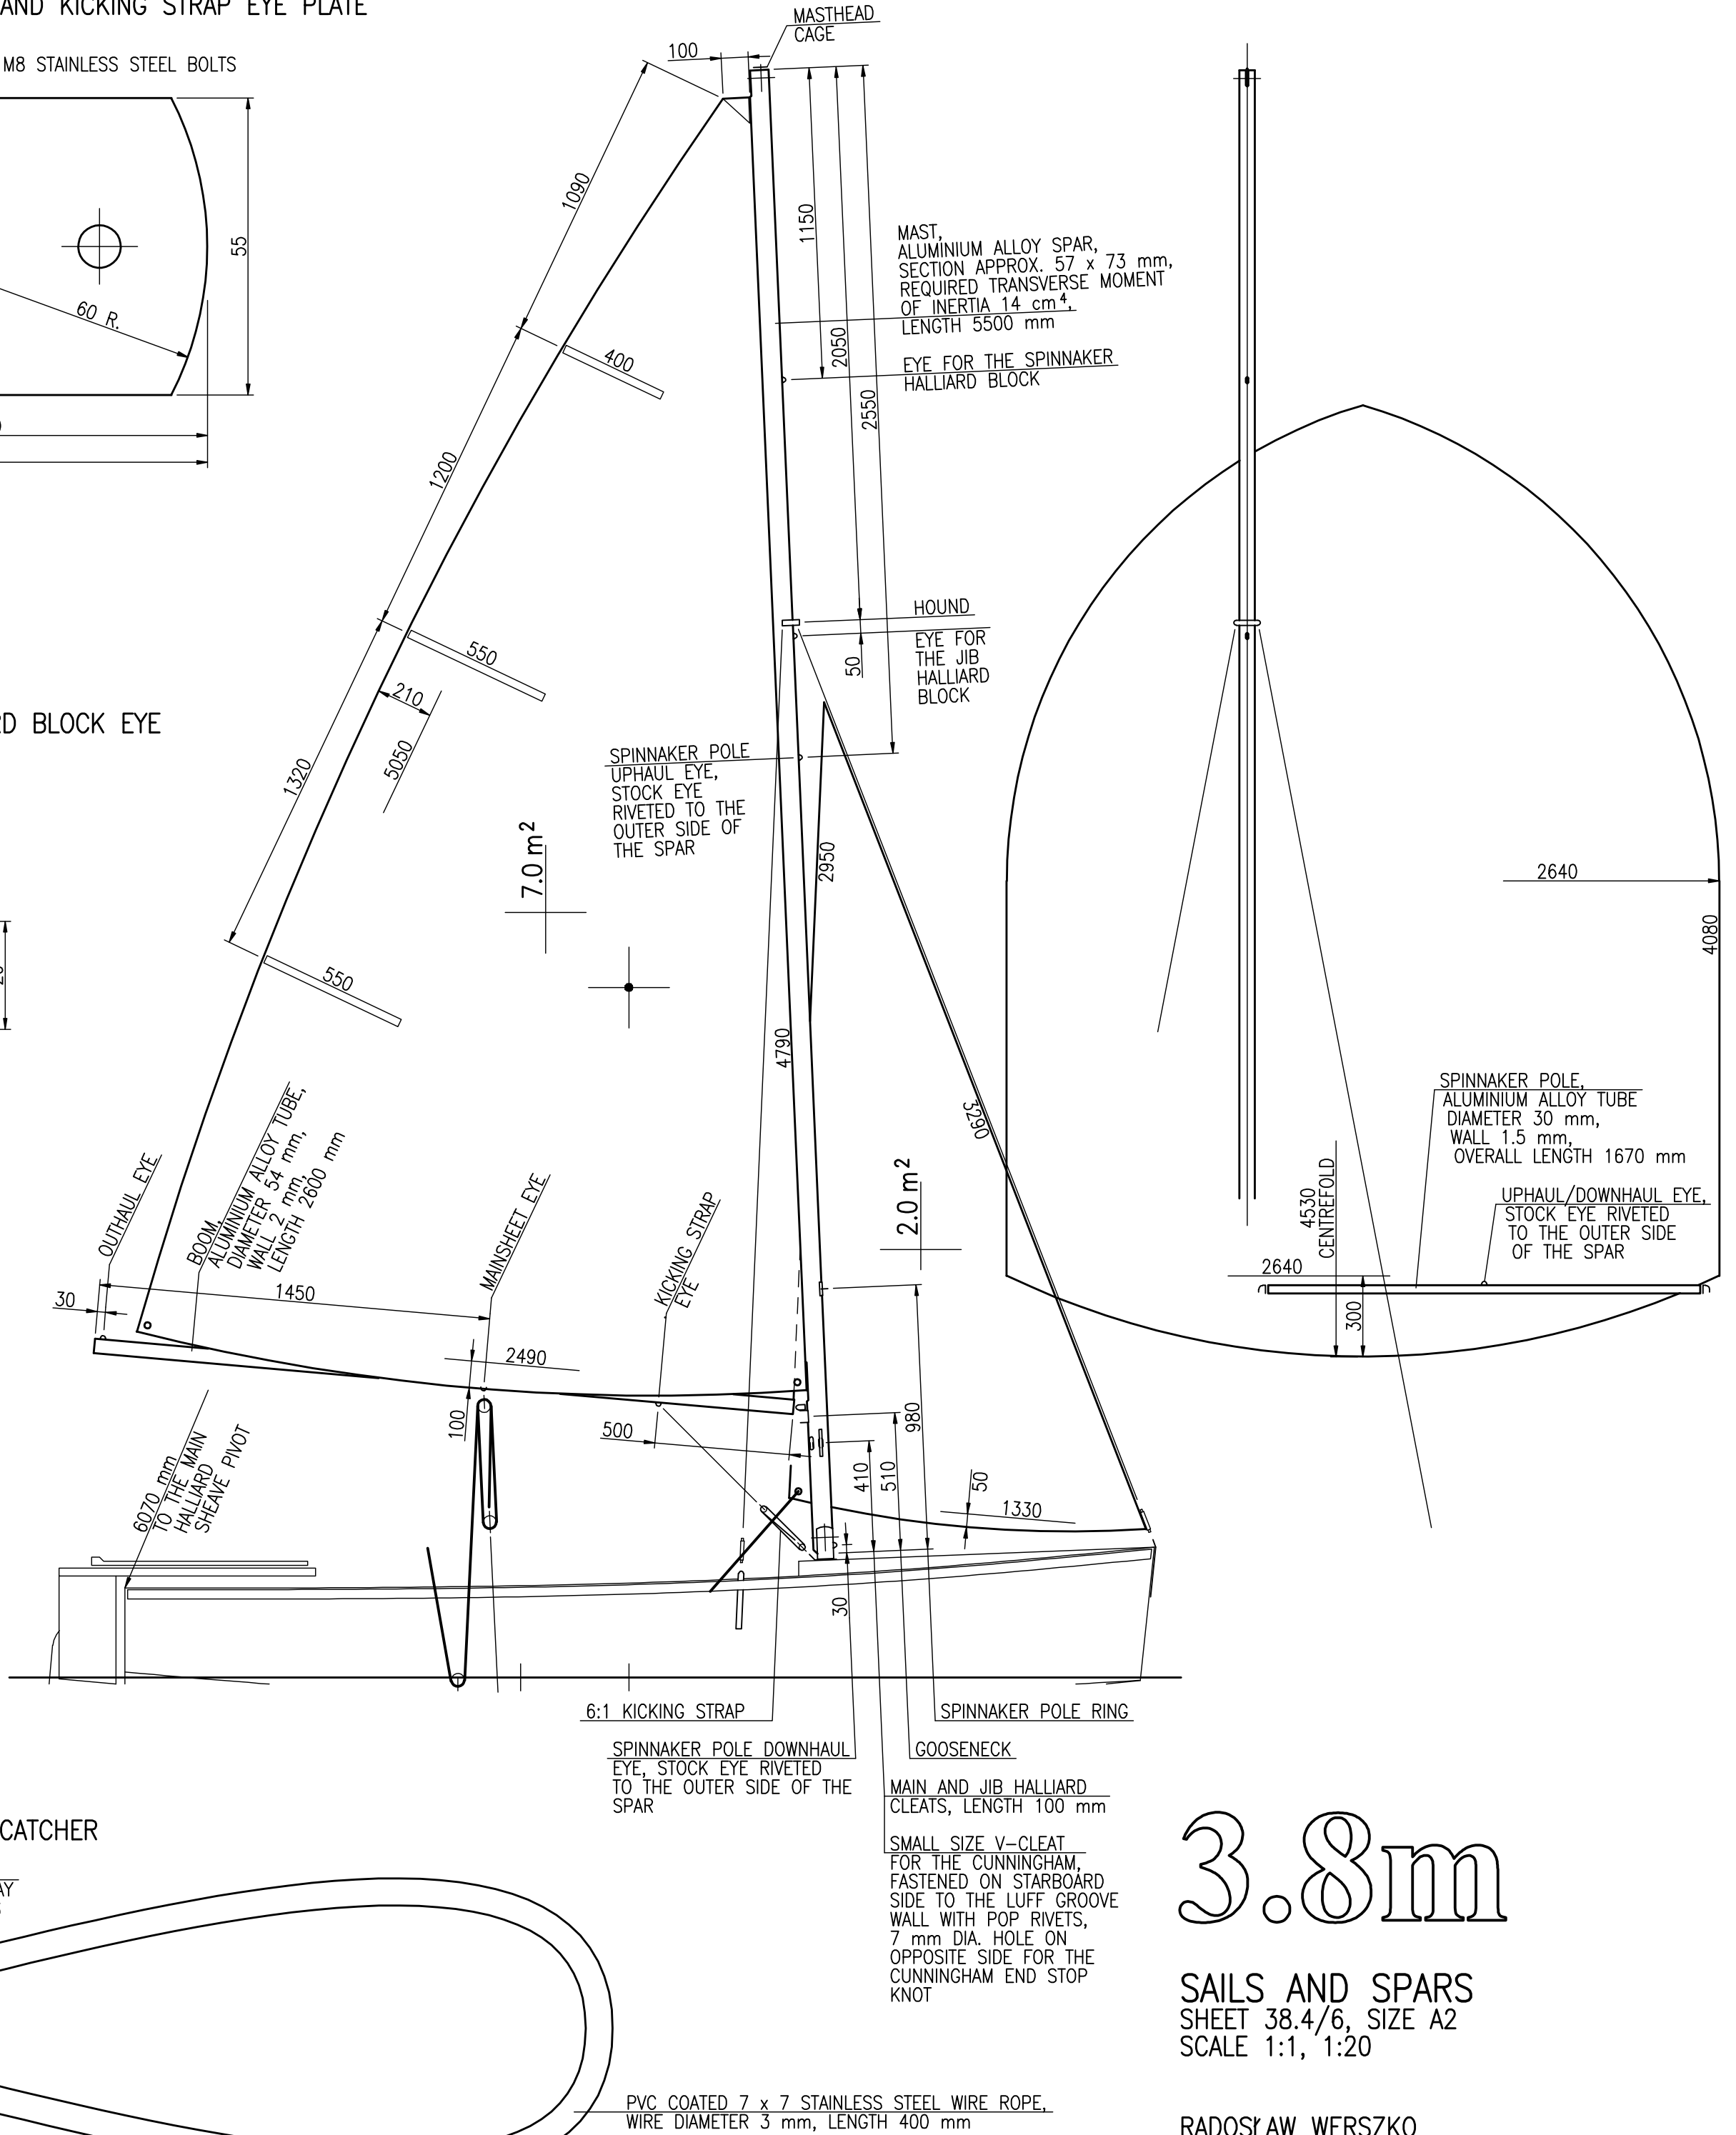 AND KICKING STRAP EYE PLATE
M8 STAINLESS STEEL BOLTS
55
60 R.
RD BLOCK EYE
MASTHEAD
CAGE
100
1090
1150
2050
2550
MAST,
ALUMINIUM ALLOY SPAR,
SECTION APPROX. 57 x 73 mm,
REQUIRED TRANSVERSE MOMENT
OF INERTIA 14 cm⁴,
LENGTH 5500 mm
EYE FOR THE SPINNAKER
HALLIARD BLOCK
400
1200
HOUND
EYE FOR
THE JIB
HALLIARD
BLOCK
50
550
210
5050
1320
SPINNAKER POLE
UPHAUL EYE,
STOCK EYE
RIVETED TO THE
OUTER SIDE OF
THE SPAR
7.0 m²
2950
2640
4080
550
4790
3290
SPINNAKER POLE,
ALUMINIUM ALLOY TUBE
DIAMETER 30 mm,
WALL 1.5 mm,
OVERALL LENGTH 1670 mm
UPHAUL/DOWNHAUL EYE,
STOCK EYE RIVETED
TO THE OUTER SIDE
OF THE SPAR
4530
CENTREFOLD
2640
300
OUTHAUL EYE
BOOM,
ALUMINIUM ALLOY TUBE,
DIAMETER 54 mm,
WALL 2 mm,
LENGTH 2600 mm
MAINSHEET EYE
KICKING STRAP
EYE
2.0 m²
30
1450
2490
100
500
980
410
510
50
1330
6070 mm
TO THE MAIN
HALLIARD
SHEAVE PIVOT
30
6:1 KICKING STRAP
SPINNAKER POLE RING
SPINNAKER POLE DOWNHAUL
EYE, STOCK EYE RIVETED
TO THE OUTER SIDE OF THE
SPAR
GOOSENECK
MAIN AND JIB HALLIARD
CLEATS, LENGTH 100 mm
SMALL SIZE V-CLEAT
FOR THE CUNNINGHAM,
FASTENED ON STARBOARD
SIDE TO THE LUFF GROOVE
WALL WITH POP RIVETS,
7 mm DIA. HOLE ON
OPPOSITE SIDE FOR THE
CUNNINGHAM END STOP
KNOT
CATCHER
3.8m
SAILS AND SPARS
SHEET 38.4/6, SIZE A2
SCALE 1:1, 1:20
PVC COATED 7 x 7 STAINLESS STEEL WIRE ROPE,
WIRE DIAMETER 3 mm, LENGTH 400 mm
RADOSŁAW WERSZKO